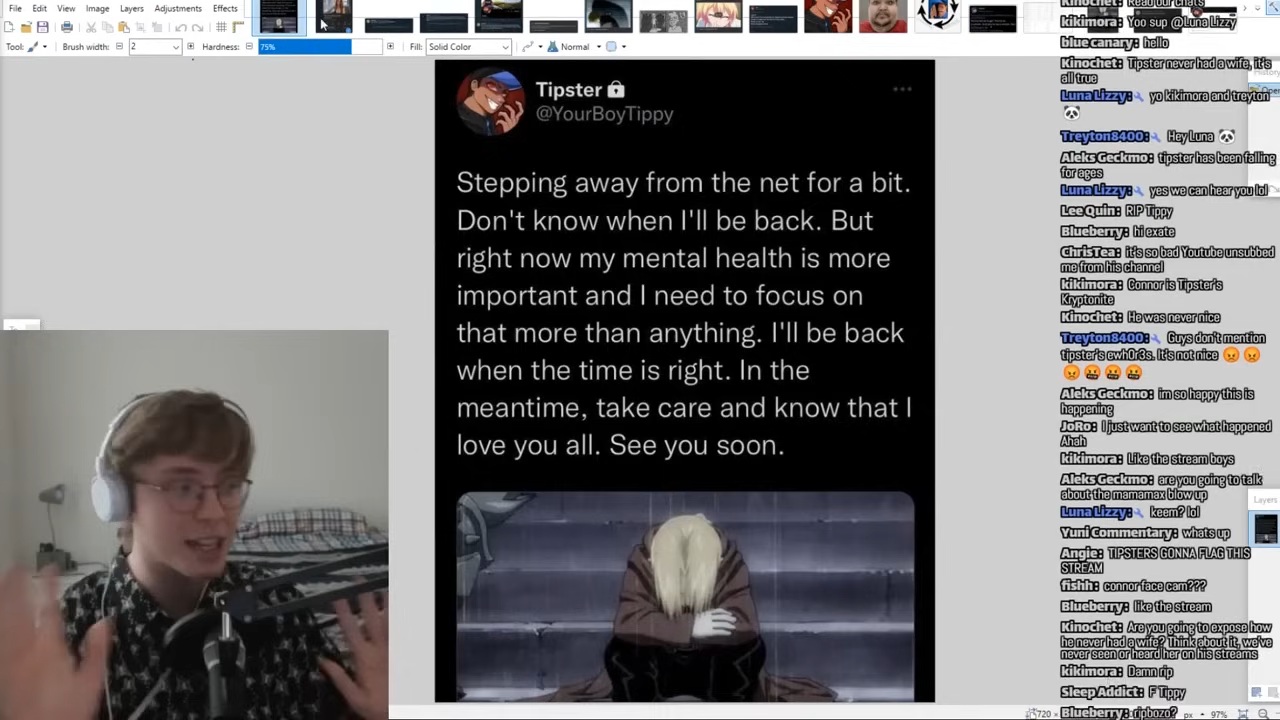 Edit
View
Image
Layers
Adjustments
Effects
Brush width:
2
Hardness:
75%
Fill:
Solid Color
Normal
Tipster
@YourBoyTippy
Stepping away from the net for a bit.
Don't know when I'll be back. But
right now my mental health is more
important and I need to focus on
that more than anything. I'll be back
when the time is right. In the
meantime, take care and know that I
love you all. See you soon.
Kinochet: Read our chats
kikimora: Yo sup @ Luna Lizzy
blue canary: hello
Kinochet: Tipster never had a wife, it's
all true
Luna Lizzy: yo kikimora and treyton
Treyton8400: Hey Luna
Aleks Geckmo: tipster has been falling
for ages
Luna Lizzy: yes we can hear you lol
Lee Quin: RIP Tippy
Blueberry: hi exate
ChrisTea: it's so bad Youtube unsubbed
me from his channel
kikimora: Connor is Tipster's
Kryptonite
Kinochet: He was never nice
Treyton8400: Guys don't mention
tipster's ewh0r3s. It's not nice
Aleks Geckmo: im so happy this is
happening
JoRo: I just want to see what happened
Ahah
kikimora: Like the stream boys
Aleks Geckmo: are you going to talk
about the mamamax blow up
Luna Lizzy: keem? lol
Yuni Commentary: whats up
Angie: TIPSTERS GONNA FLAG THIS
STREAM
fishh: connor face cam???
Blueberry: like the stream
Kinochet: Are you going to expose how
he never had a wife? Think about it, we've
never seen or heard her on his streams
kikimora: Damn rip
Sleep Addict: F Tippy
Blueberry: ripbozo?
History
Layers
720
px
97%